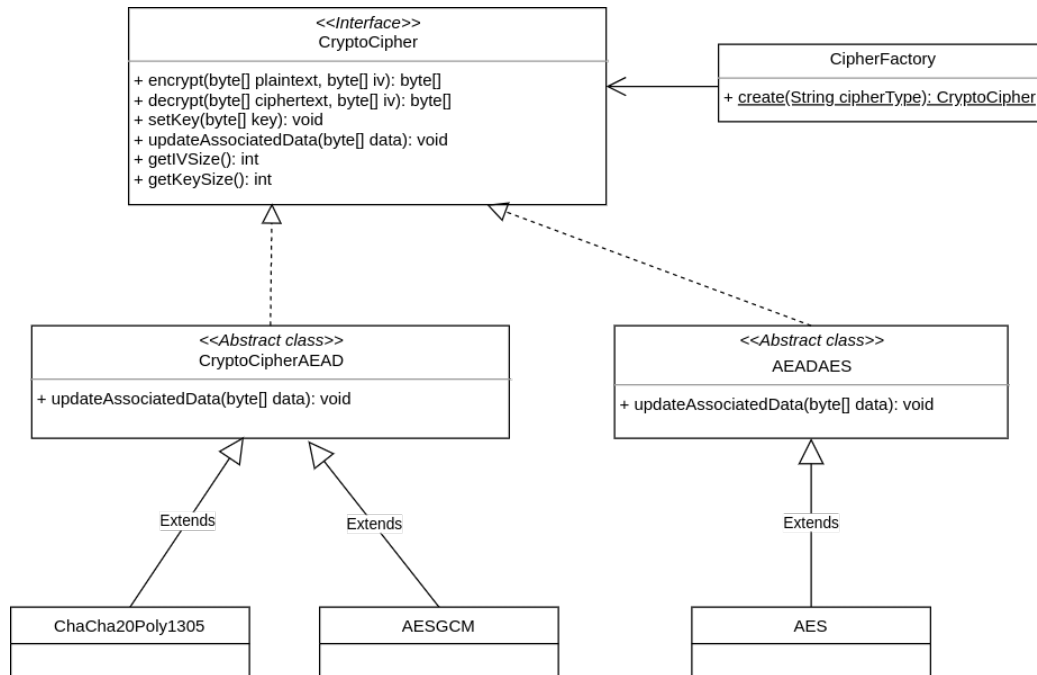 <<Interface>>
CryptoCipher
+ encrypt(byte[] plaintext, byte[] iv): byte[]
+ decrypt(byte[] ciphertext, byte[] iv): byte[]
+ setKey(byte[] key): void
+ updateAssociatedData(byte[] data): void
+ getIVSize(): int
+ getKeySize(): int
CipherFactory
+ create(String cipherType): CryptoCipher
<<Abstract class>>
CryptoCipherAEAD
+ updateAssociatedData(byte[] data): void
<<Abstract class>>
AEADAES
+ updateAssociatedData(byte[] data): void
Extends
Extends
Extends
ChaCha20Poly1305
AESGCM
AES